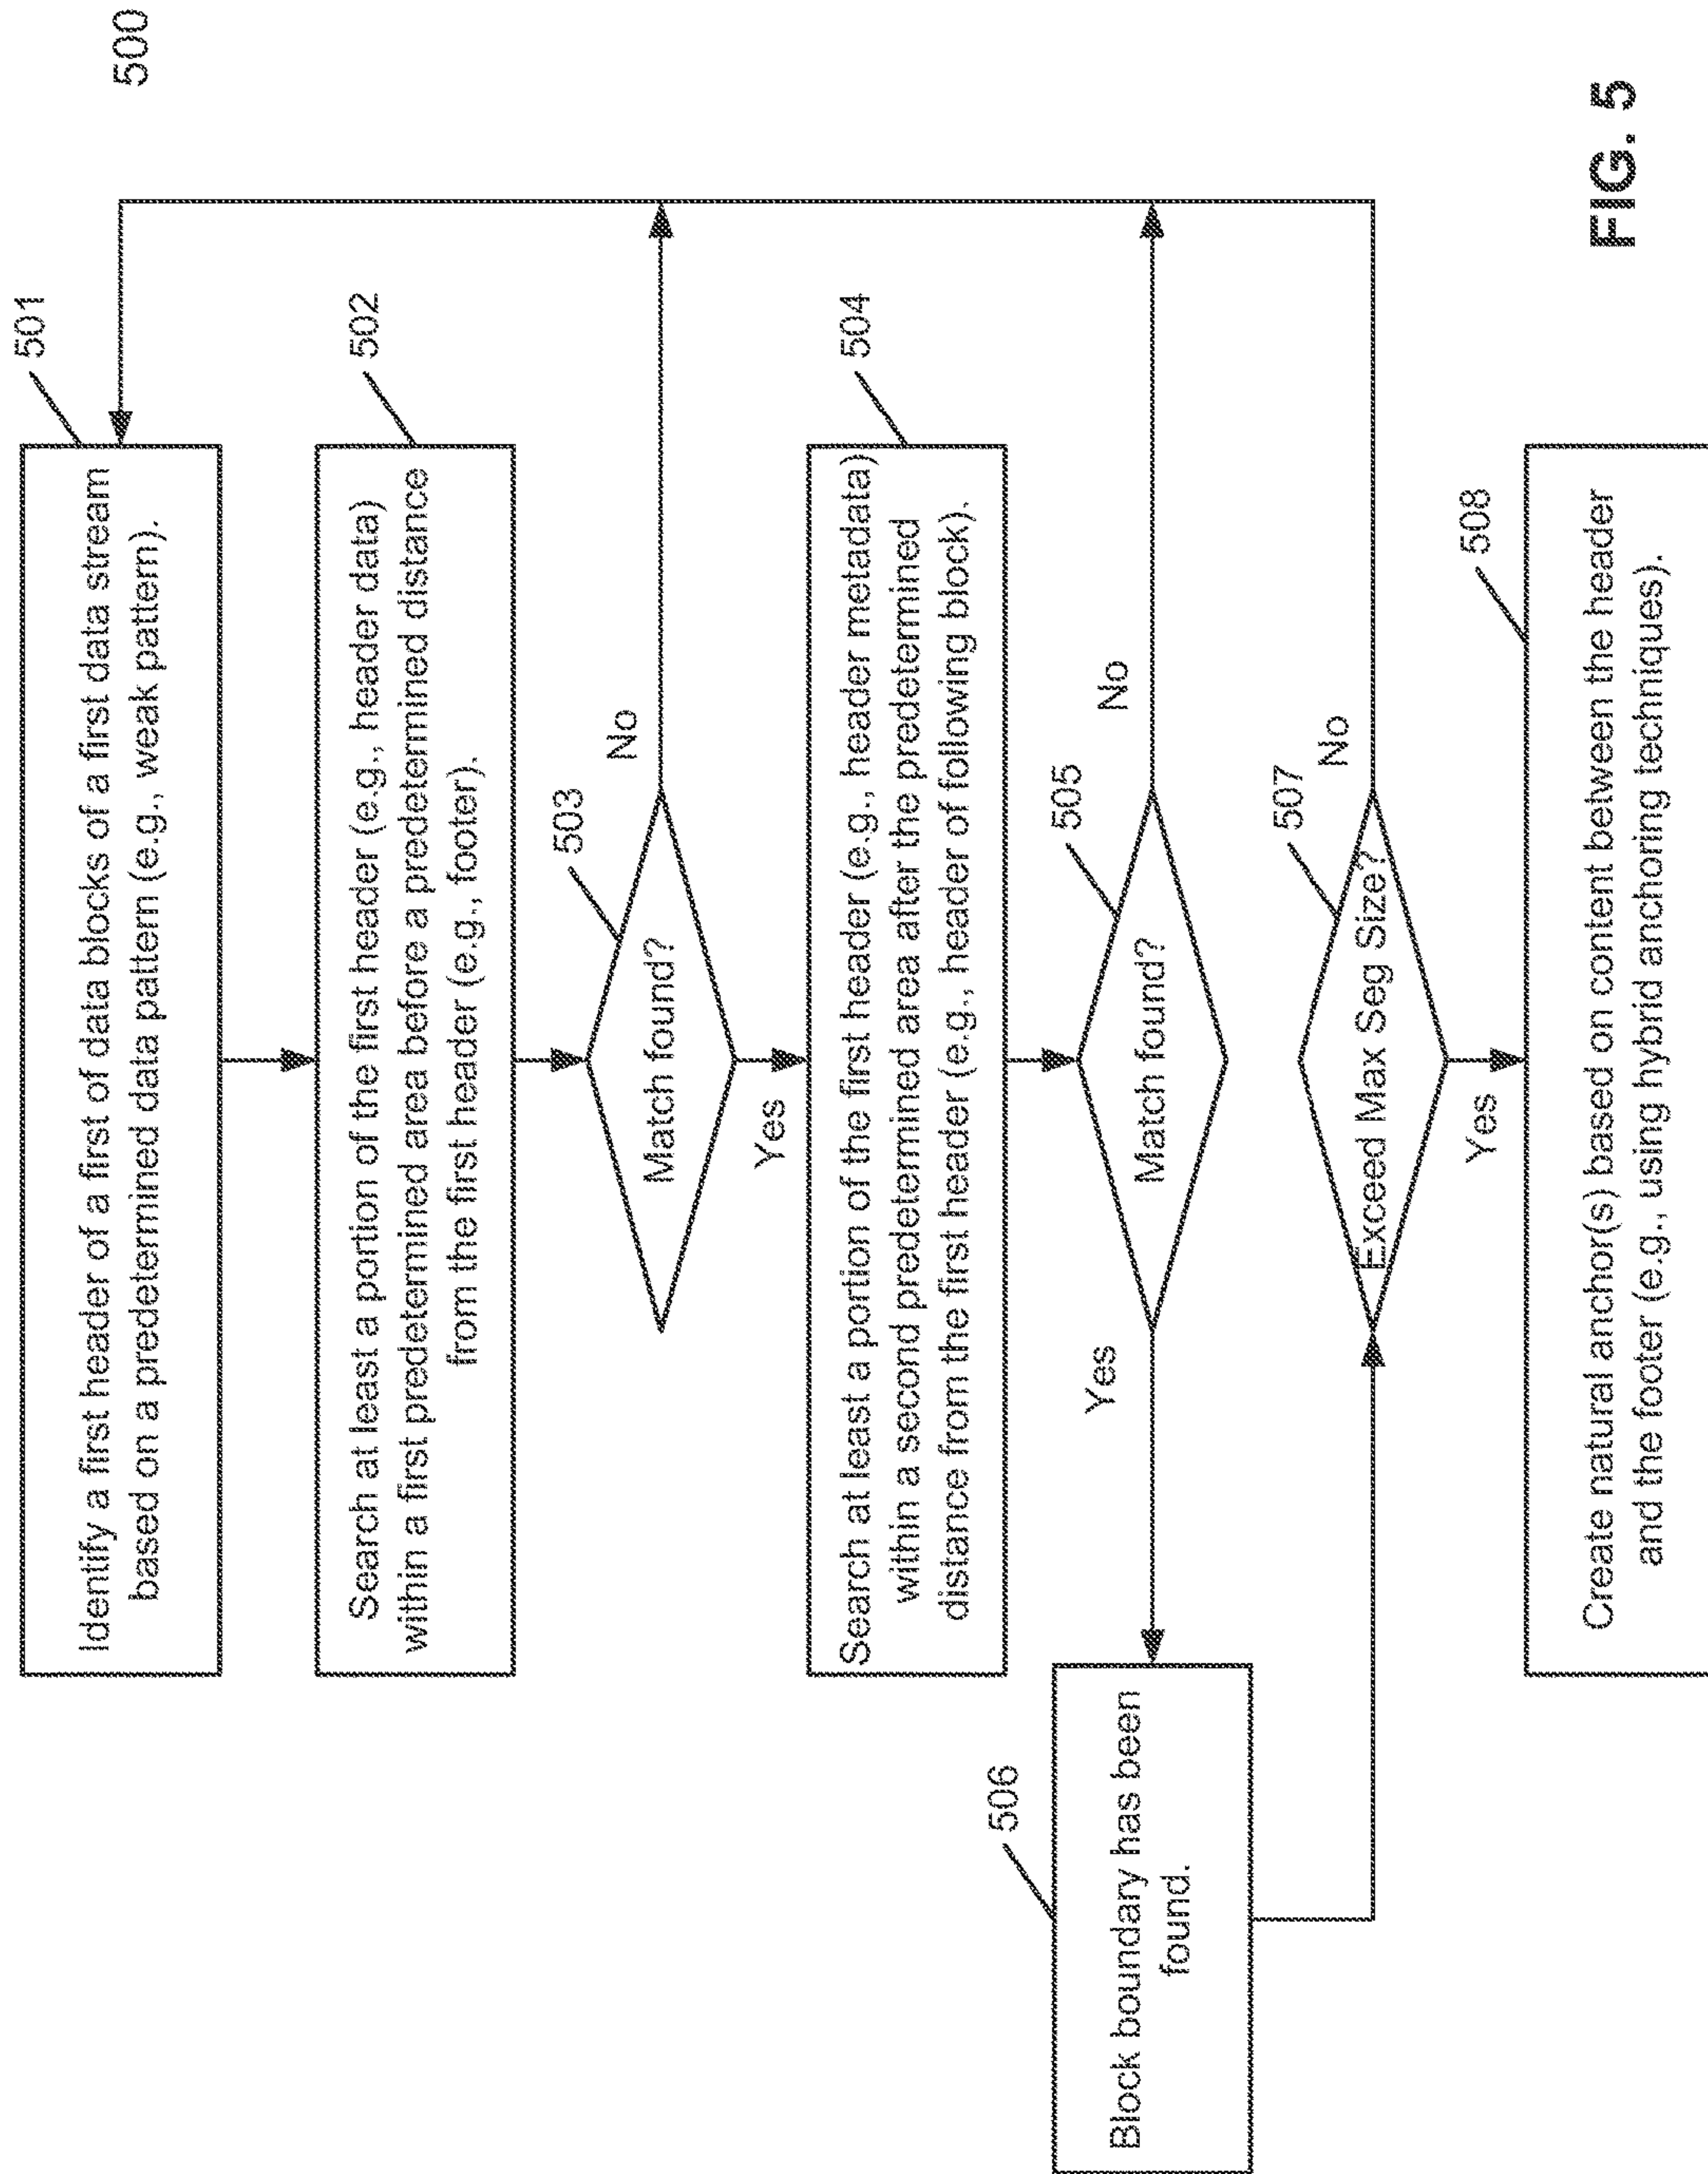 500
501
Identify a first header of a first of data blocks of a first data stream
based on a predetermined data pattern (e.g., weak pattern).
502
Search at least a portion of the first header (e.g., header data)
within a first predetermined area before a predetermined distance
from the first header (e.g., footer).
503
Match found?
No
Yes
504
Search at least a portion of the first header (e.g., header metadata)
within a second predetermined area after the predetermined
distance from the first header (e.g., header of following block).
505
Match found?
No
Yes
506
Block boundary has been
found.
507
Exceed Max Seg Size?
No
Yes
508
Create natural anchor(s) based on content between the header
and the footer (e.g., using hybrid anchoring techniques).
FIG. 5